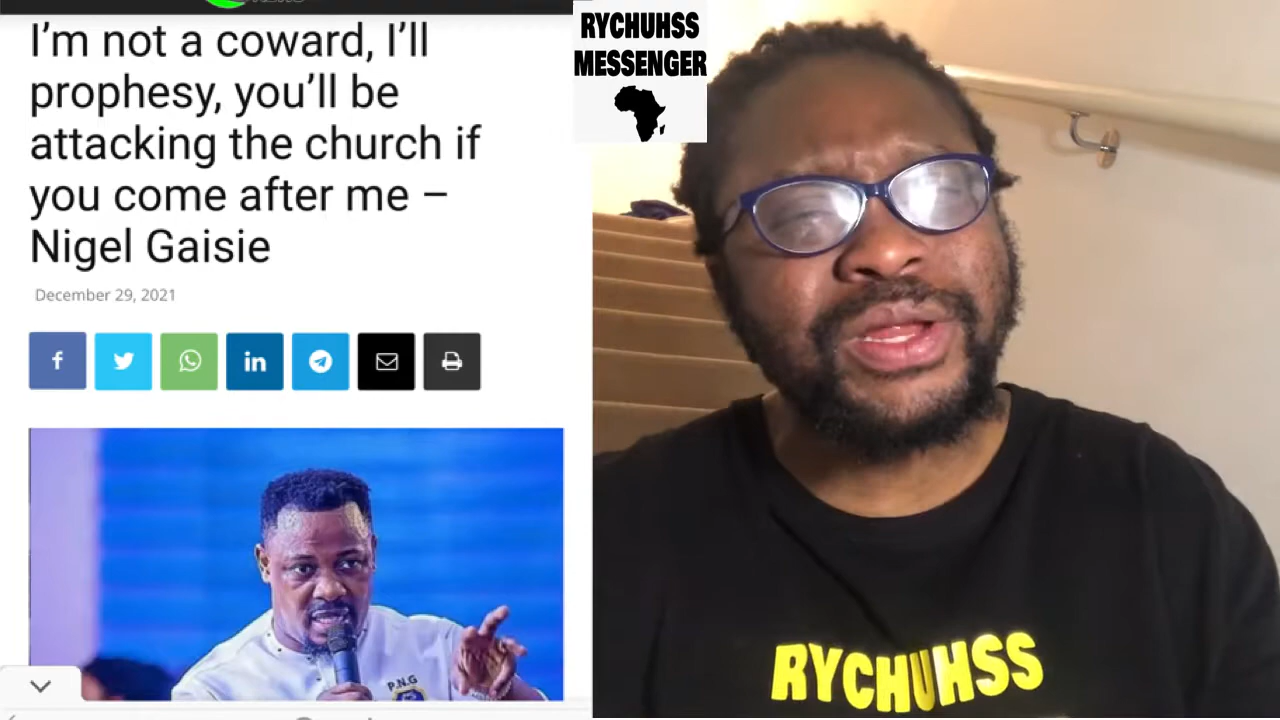 I'm not a coward, I'll
prophesy, you'll be
attacking the church if
you come after me –
Nigel Gaisie
December 29, 2021
f
in
P.N.G
RYCHUHSS
MESSENGER
RYCHUHSS